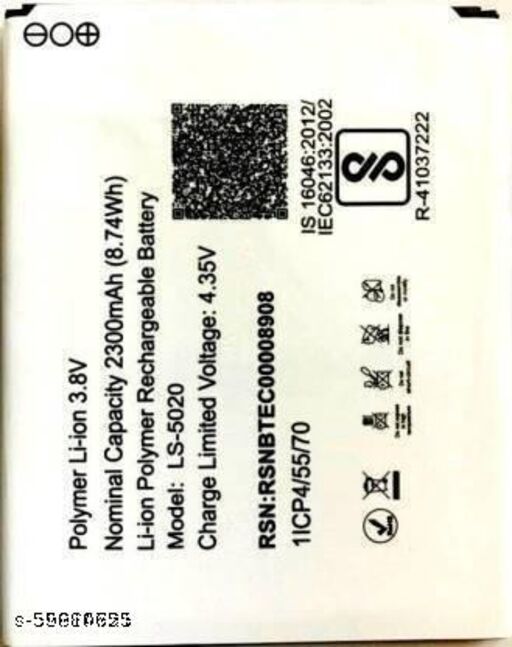 Polymer Li-ion 3.8V
Nominal Capacity 2300mAh (8.74Wh)
Li-ion Polymer Rechargeable Battery
Model: LS-5020
Charge Limited Voltage: 4.35V
RSN:RSNBTEC00008908
1ICP4/55/70
IS 16046:2012/
IEC62133:2002
R-41037222